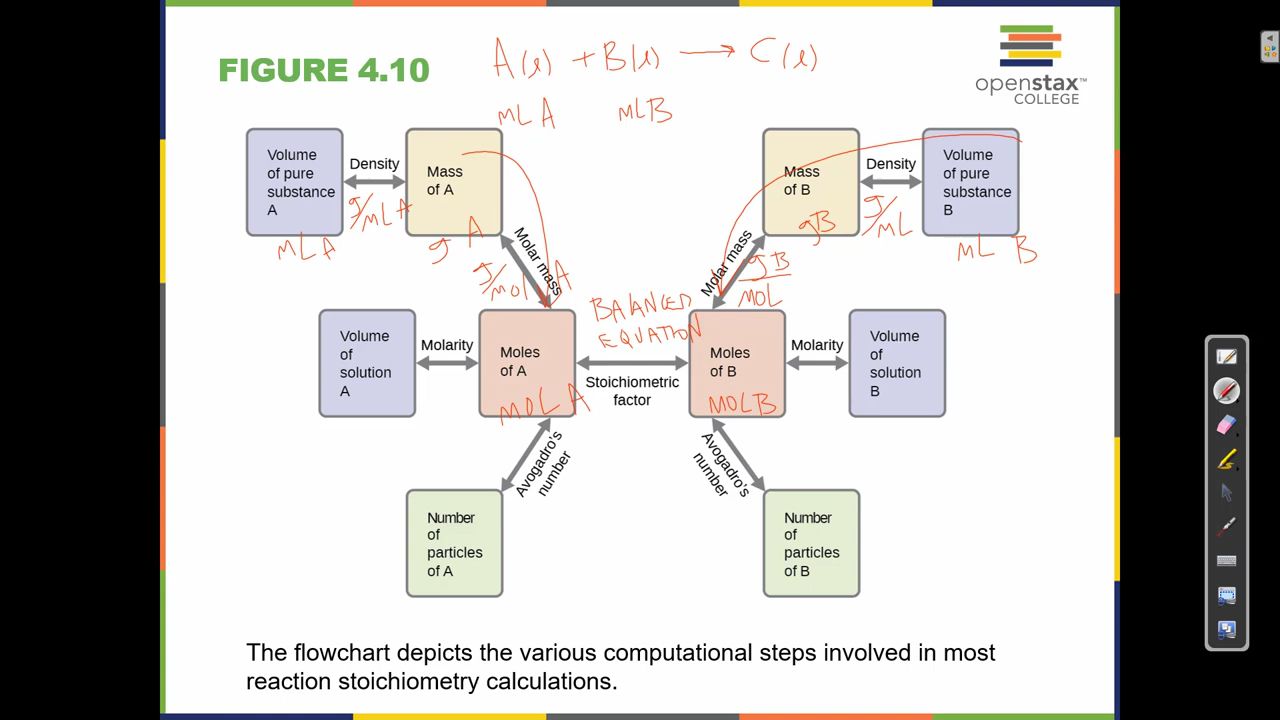 FIGURE 4.10
A(l) + B(l) → C(l)
mL A
mL B
openstax™
COLLEGE
Volume
of pure
substance
A
Density
g/mL A
Mass
of A
Mass
of B
Density
g/mL
Volume
of pure
substance
B
mL A
g A
g B
mL B
Molar mass
g/mol A
Molar mass
g B
MOL
BALANCED
EQUATION
Volume
of
solution
A
Molarity
Moles
of A
MOL A
Stoichiometric
factor
Moles
of B
MOL B
Molarity
Volume
of
solution
B
Avogadro's
number
Avogadro's
number
Number
of
particles
of A
Number
of
particles
of B
The flowchart depicts the various computational steps involved in most
reaction stoichiometry calculations.